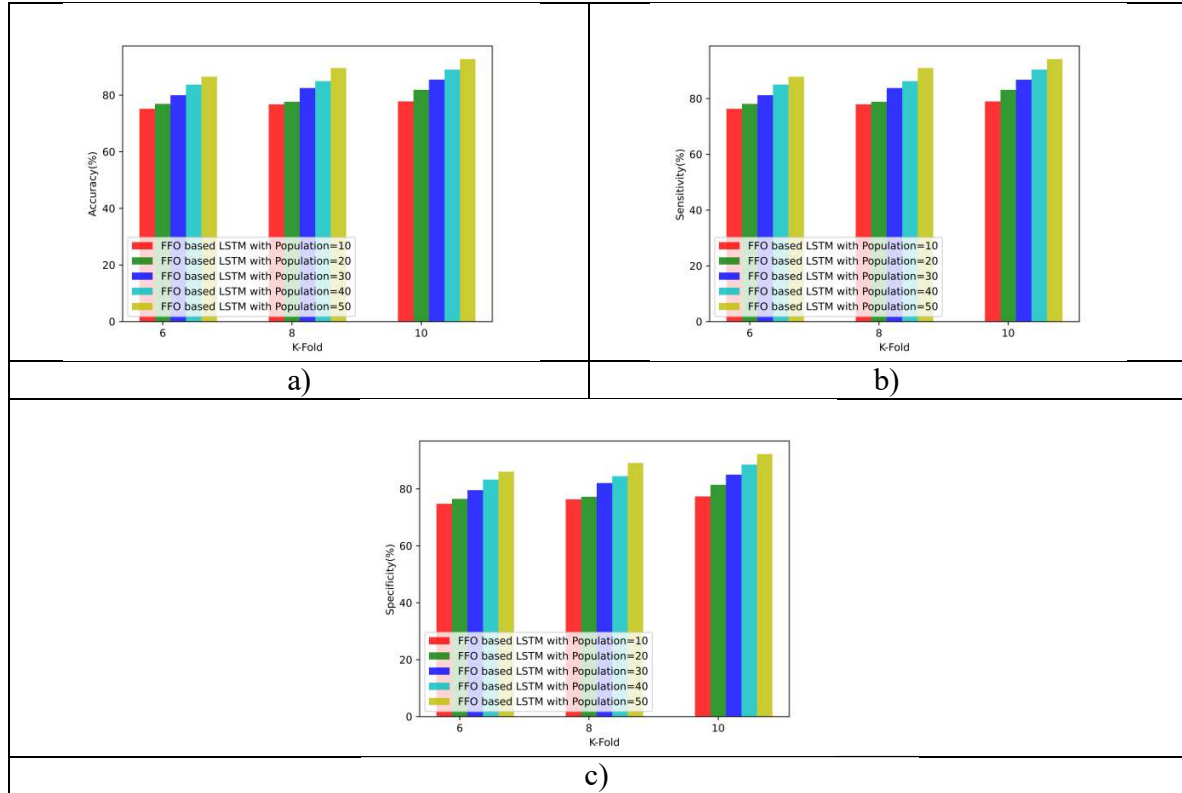 80
60
40
20
0
Accuracy(%)
FFO based LSTM with Population=10
FFO based LSTM with Population=20
FFO based LSTM with Population=30
FFO based LSTM with Population=40
FFO based LSTM with Population=50
6 8 10
K-Fold
a)
80
60
40
20
0
Sensitivity(%)
FFO based LSTM with Population=10
FFO based LSTM with Population=20
FFO based LSTM with Population=30
FFO based LSTM with Population=40
FFO based LSTM with Population=50
6 8 10
K-Fold
b)
80
60
40
20
0
Specificity(%)
FFO based LSTM with Population=10
FFO based LSTM with Population=20
FFO based LSTM with Population=30
FFO based LSTM with Population=40
FFO based LSTM with Population=50
6 8 10
K-Fold
c)